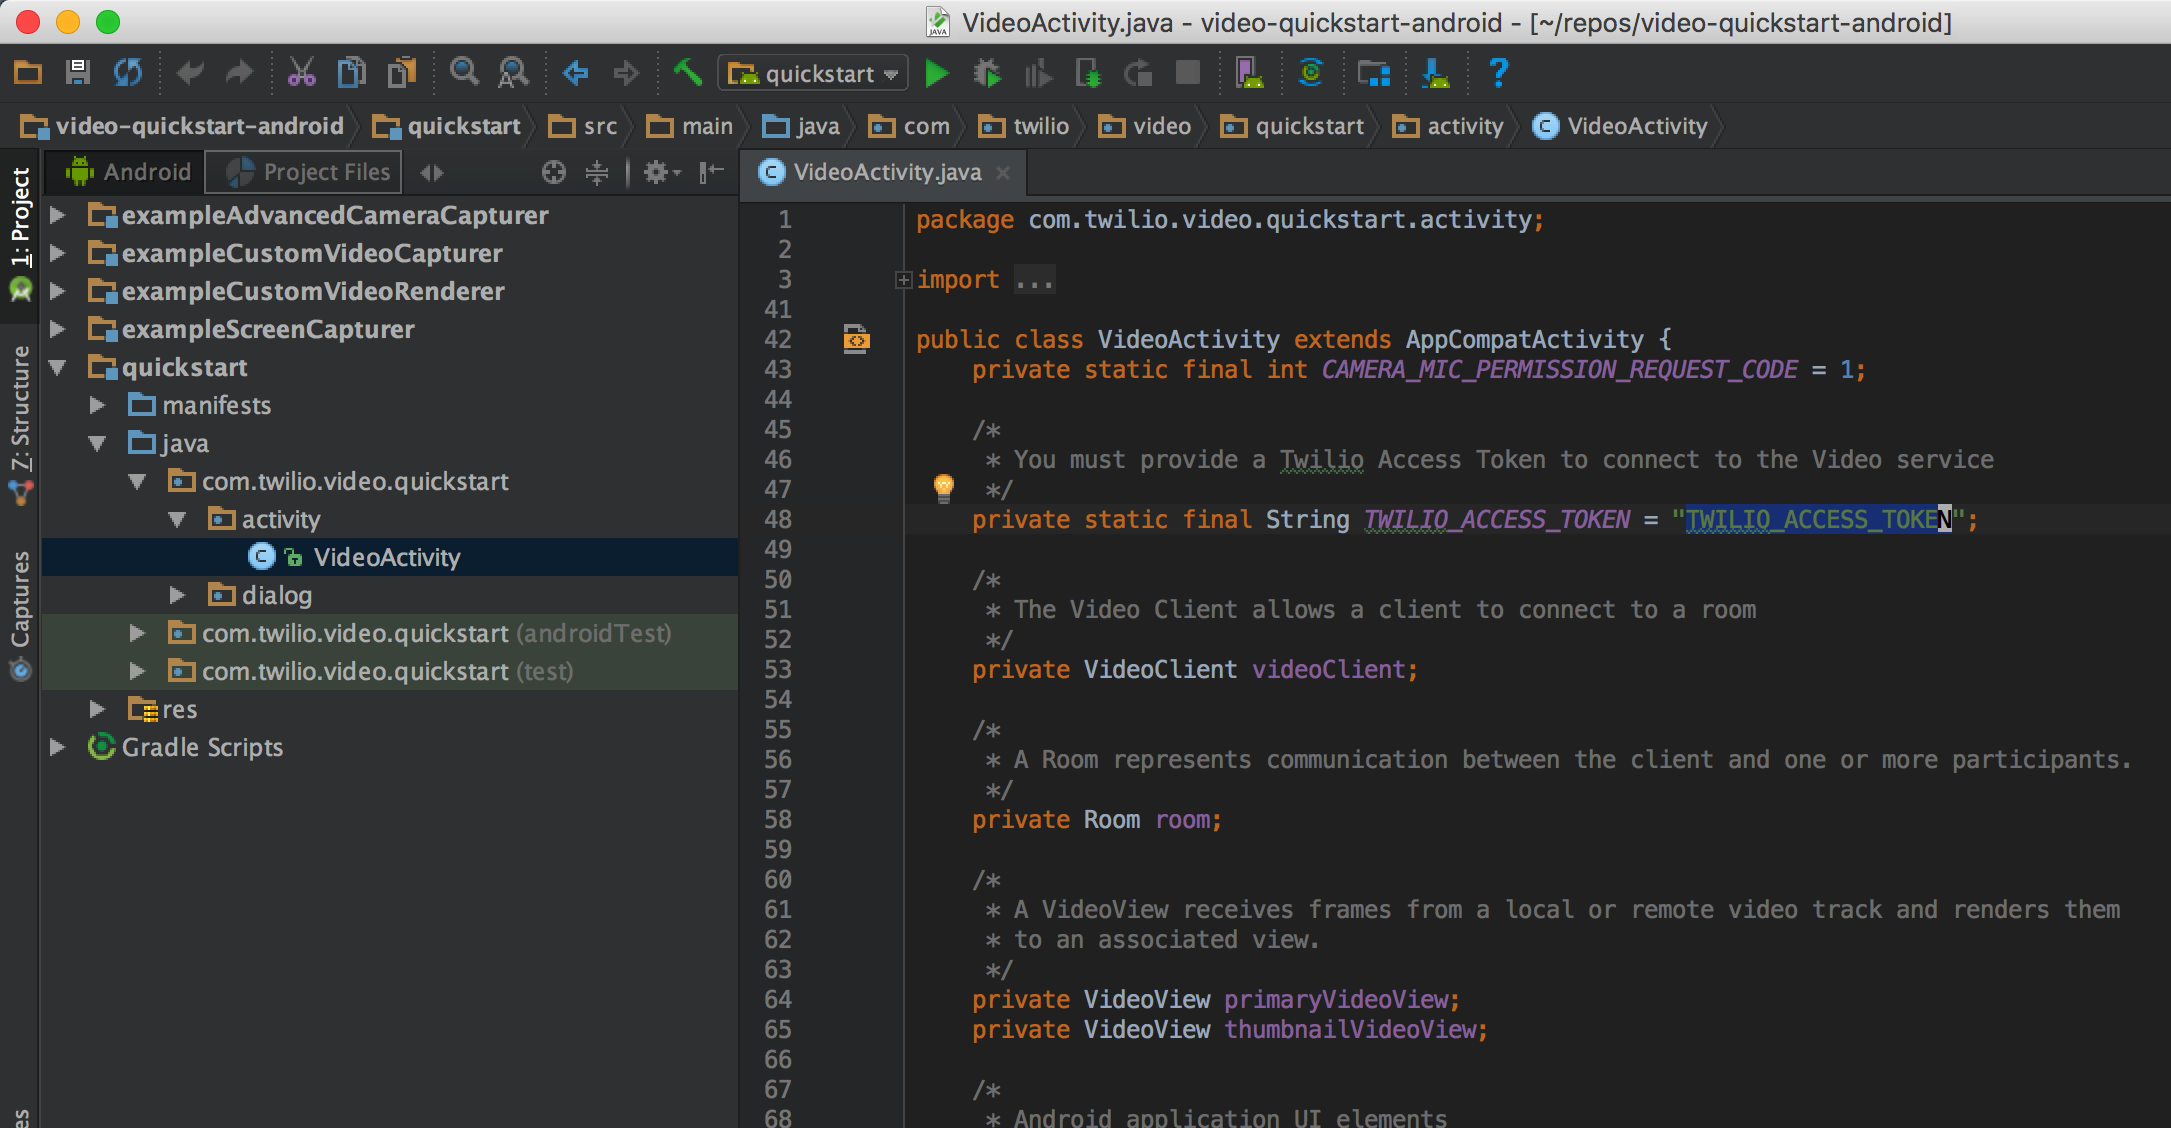 VideoActivity.java - video-quickstart-android - [~/repos/video-quickstart-android]
quickstart
?
video-quickstart-android quickstart src main java com twilio video quickstart activity VideoActivity
1: Project
7: Structure
Captures
Android Project Files
exampleAdvancedCameraCapturer
exampleCustomVideoCapturer
exampleCustomVideoRenderer
exampleScreenCapturer
quickstart
manifests
java
com.twilio.video.quickstart
activity
VideoActivity
dialog
com.twilio.video.quickstart (androidTest)
com.twilio.video.quickstart (test)
res
Gradle Scripts
VideoActivity.java
1 package com.twilio.video.quickstart.activity;
2
3 import ...
41
42 public class VideoActivity extends AppCompatActivity {
43 private static final int CAMERA_MIC_PERMISSION_REQUEST_CODE = 1;
44
45 /*
46 * You must provide a Twilio Access Token to connect to the Video service
47 */
48 private static final String TWILIO_ACCESS_TOKEN = "TWILIO_ACCESS_TOKEN";
49
50 /*
51 * The Video Client allows a client to connect to a room
52 */
53 private VideoClient videoClient;
54
55 /*
56 * A Room represents communication between the client and one or more participants.
57 */
58 private Room room;
59
60 /*
61 * A VideoView receives frames from a local or remote video track and renders them
62 * to an associated view.
63 */
64 private VideoView primaryVideoView;
65 private VideoView thumbnailVideoView;
66
67 /*
68 * Android application UI elements